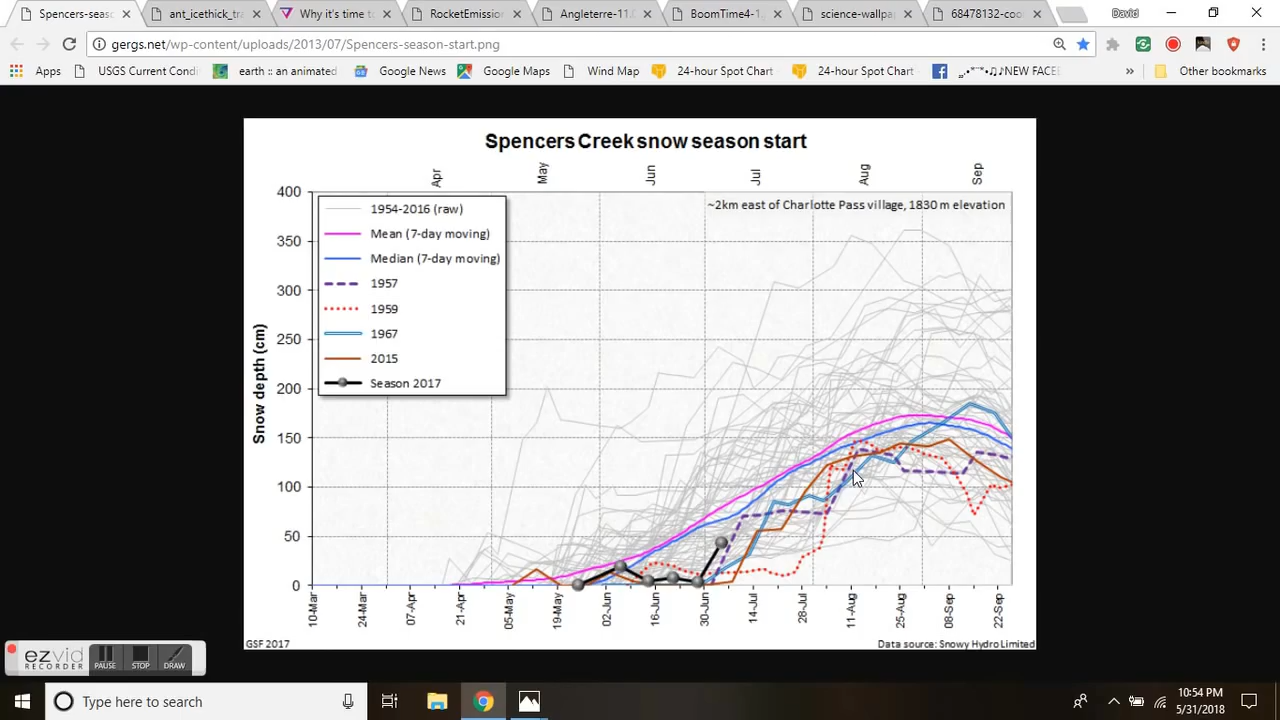 Spencers-seas
ant_icethick_tra
Why it's time t
RocketEmission
Angleterre-11.
BoomTime4-1.
science-wallpa
68478132-coo
David
gergs.net/wp-content/uploads/2013/07/Spencers-season-start.png
Apps
USGS Current Condi
earth :: an animated
Google News
Google Maps
Wind Map
24-hour Spot Chart
24-hour Spot Chart
NEW FACE
»
Other bookmarks
Spencers Creek snow season start
Apr May Jun Jul Aug Sep
~2km east of Charlotte Pass village, 1830 m elevation
1954-2016 (raw)
Mean (7-day moving)
Median (7-day moving)
1957
1959
1967
2015
Season 2017
Snow depth (cm)
400
350
300
250
200
150
100
50
0
10-Mar 24-Mar 07-Apr 21-Apr 05-May 19-May 02-Jun 16-Jun 30-Jun 14-Jul 28-Jul 11-Aug 25-Aug 08-Sep 22-Sep
GSF 2017
Data source: Snowy Hydro Limited
ezvid
RECORDER
PAUSE
STOP
DRAW
Type here to search
10:54 PM
5/31/2018